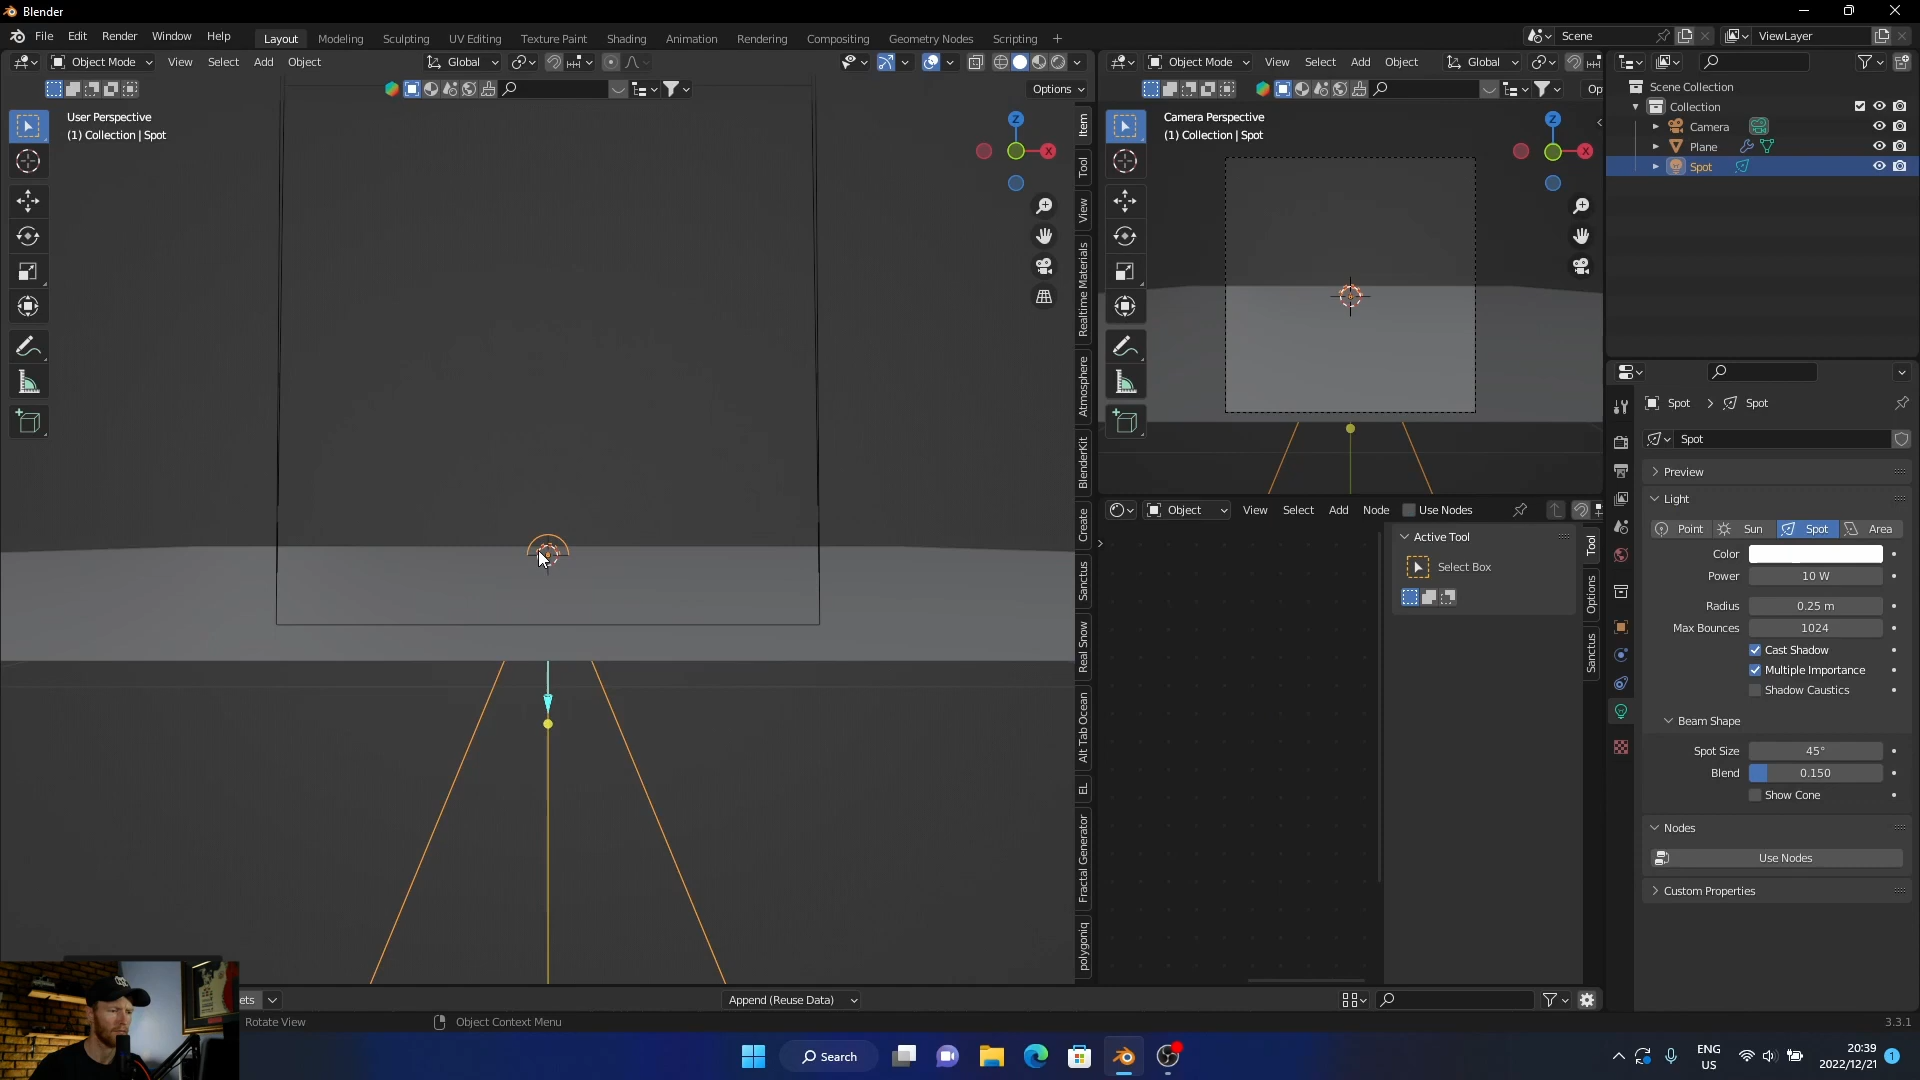 Blender
File Edit Render Window Help
Layout Modeling Sculpting UV Editing Texture Paint Shading Animation Rendering Compositing Geometry Nodes Scripting
Scene ViewLayer
Object Mode View Select Add Object Global
Options
User Perspective
(1) Collection | Spot
Z
X
Item
Tool
View
Realtime Materials
Atmosphere
BlenderKit
Create
Sanctus
Real Snow
Alt Tab Ocean
EL
Fractal Generator
polygoniq
Object Mode View Select Add Object Global
Op
Camera Perspective
(1) Collection | Spot
Z
X
Object View Select Add Node Use Nodes
Active Tool
Select Box
Tool
Options
Sanctus
Scene Collection
Collection
Camera
Plane
Spot
Spot > Spot
Spot
Preview
Light
Point Sun Spot Area
Color
Power 10 W
Radius 0.25 m
Max Bounces 1024
Cast Shadow
Multiple Importance
Shadow Caustics
Beam Shape
Spot Size 45°
Blend 0.150
Show Cone
Nodes
Use Nodes
Custom Properties
ets
Append (Reuse Data)
Rotate View
Object Context Menu
3.3.1
Search
ENG
US
20:39
2022/12/21
1